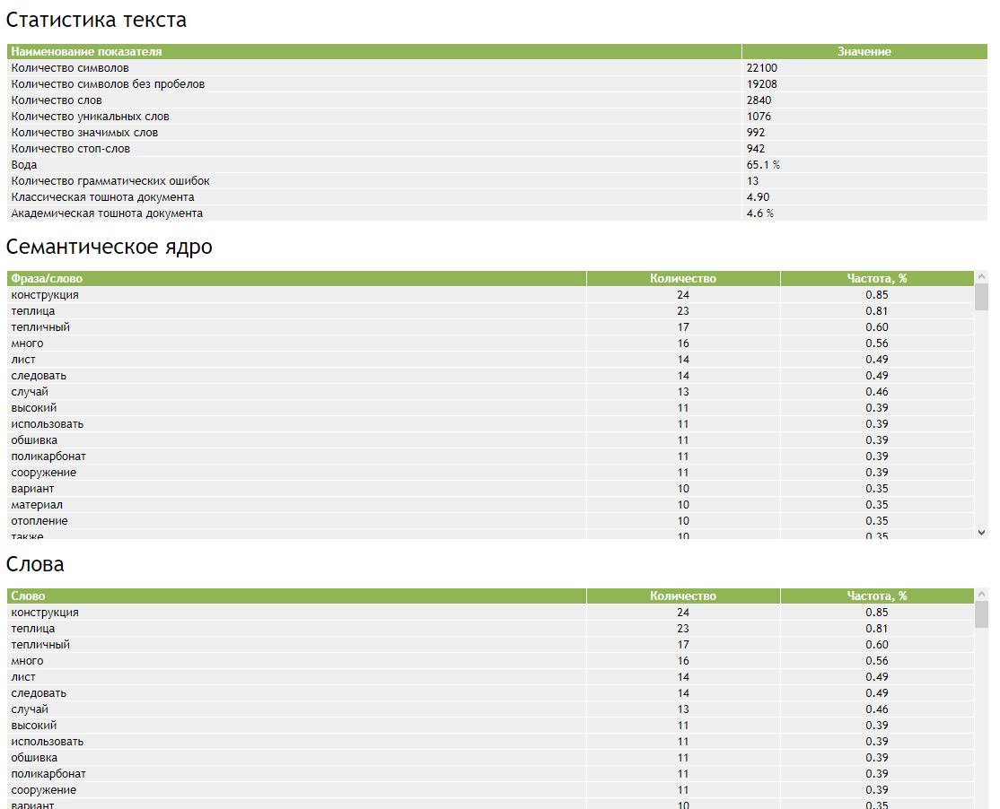 Статистика текста
Наименование показателя Значение
Количество символов 22100
Количество символов без пробелов 19208
Количество слов 2840
Количество уникальных слов 1076
Количество значимых слов 992
Количество стоп-слов 942
Вода 65.1 %
Количество грамматических ошибок 13
Классическая тошнота документа 4.90
Академическая тошнота документа 4.6 %
Семантическое ядро
Фраза/слово Количество Частота, %
конструкция 24 0.85
теплица 23 0.81
тепличный 17 0.60
много 16 0.56
лист 14 0.49
следовать 14 0.49
случай 13 0.46
высокий 11 0.39
использовать 11 0.39
обшивка 11 0.39
поликарбонат 11 0.39
сооружение 11 0.39
вариант 10 0.35
материал 10 0.35
отопление 10 0.35
также 10 0.35
Слова
Слово Количество Частота, %
конструкция 24 0.85
теплица 23 0.81
тепличный 17 0.60
много 16 0.56
лист 14 0.49
следовать 14 0.49
случай 13 0.46
высокий 11 0.39
использовать 11 0.39
обшивка 11 0.39
поликарбонат 11 0.39
сооружение 11 0.39
вариант 10 0.35